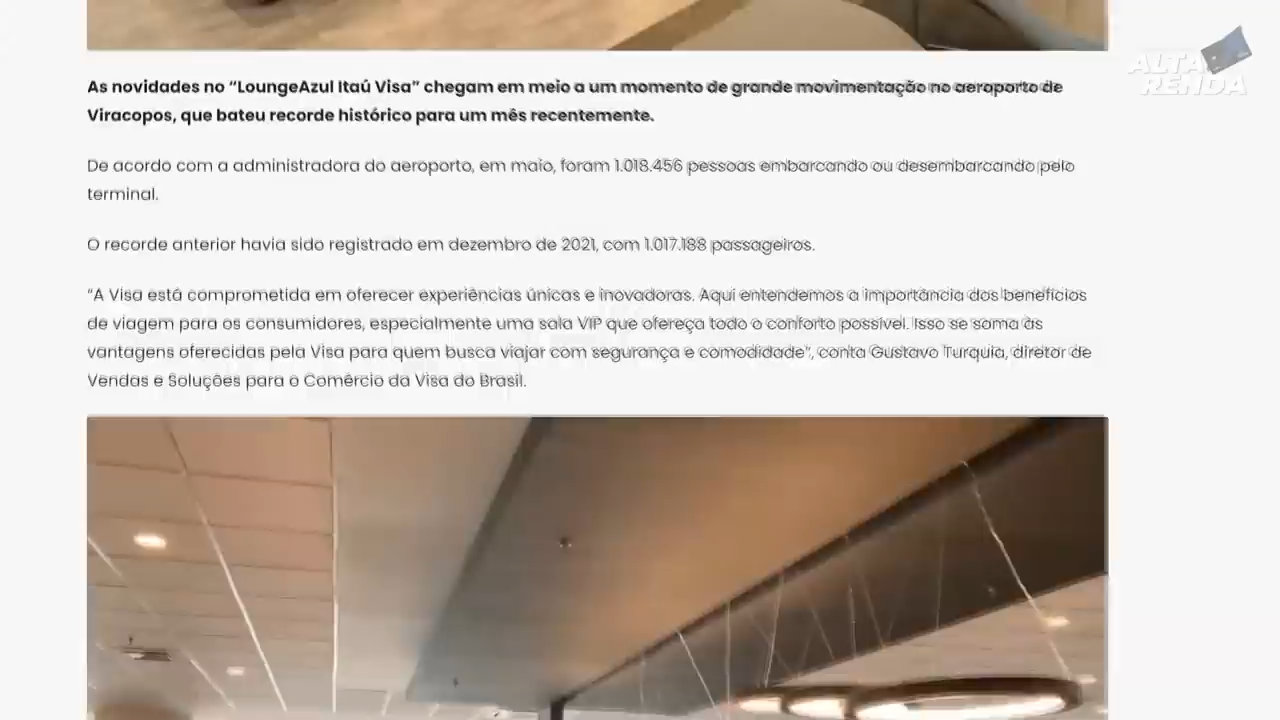 ALTA
RENDA
As novidades no “LoungeAzul Itaú Visa” chegam em meio a um momento de grande movimentação no aeroporto de
Viracopos, que bateu recorde histórico para um mês recentemente.
De acordo com a administradora do aeroporto, em maio, foram 1.018.456 pessoas embarcando ou desembarcando pelo
terminal.
O recorde anterior havia sido registrado em dezembro de 2021, com 1.017.188 passageiros.
“A Visa está comprometida em oferecer experiências únicas e inovadoras. Aqui entendemos a importância dos benefícios
de viagem para os consumidores, especialmente uma sala VIP que ofereça todo o conforto possível. Isso se soma às
vantagens oferecidas pela Visa para quem busca viajar com segurança e comodidade”, conta Gustavo Turquia, diretor de
Vendas e Soluções para o Comércio da Visa do Brasil.